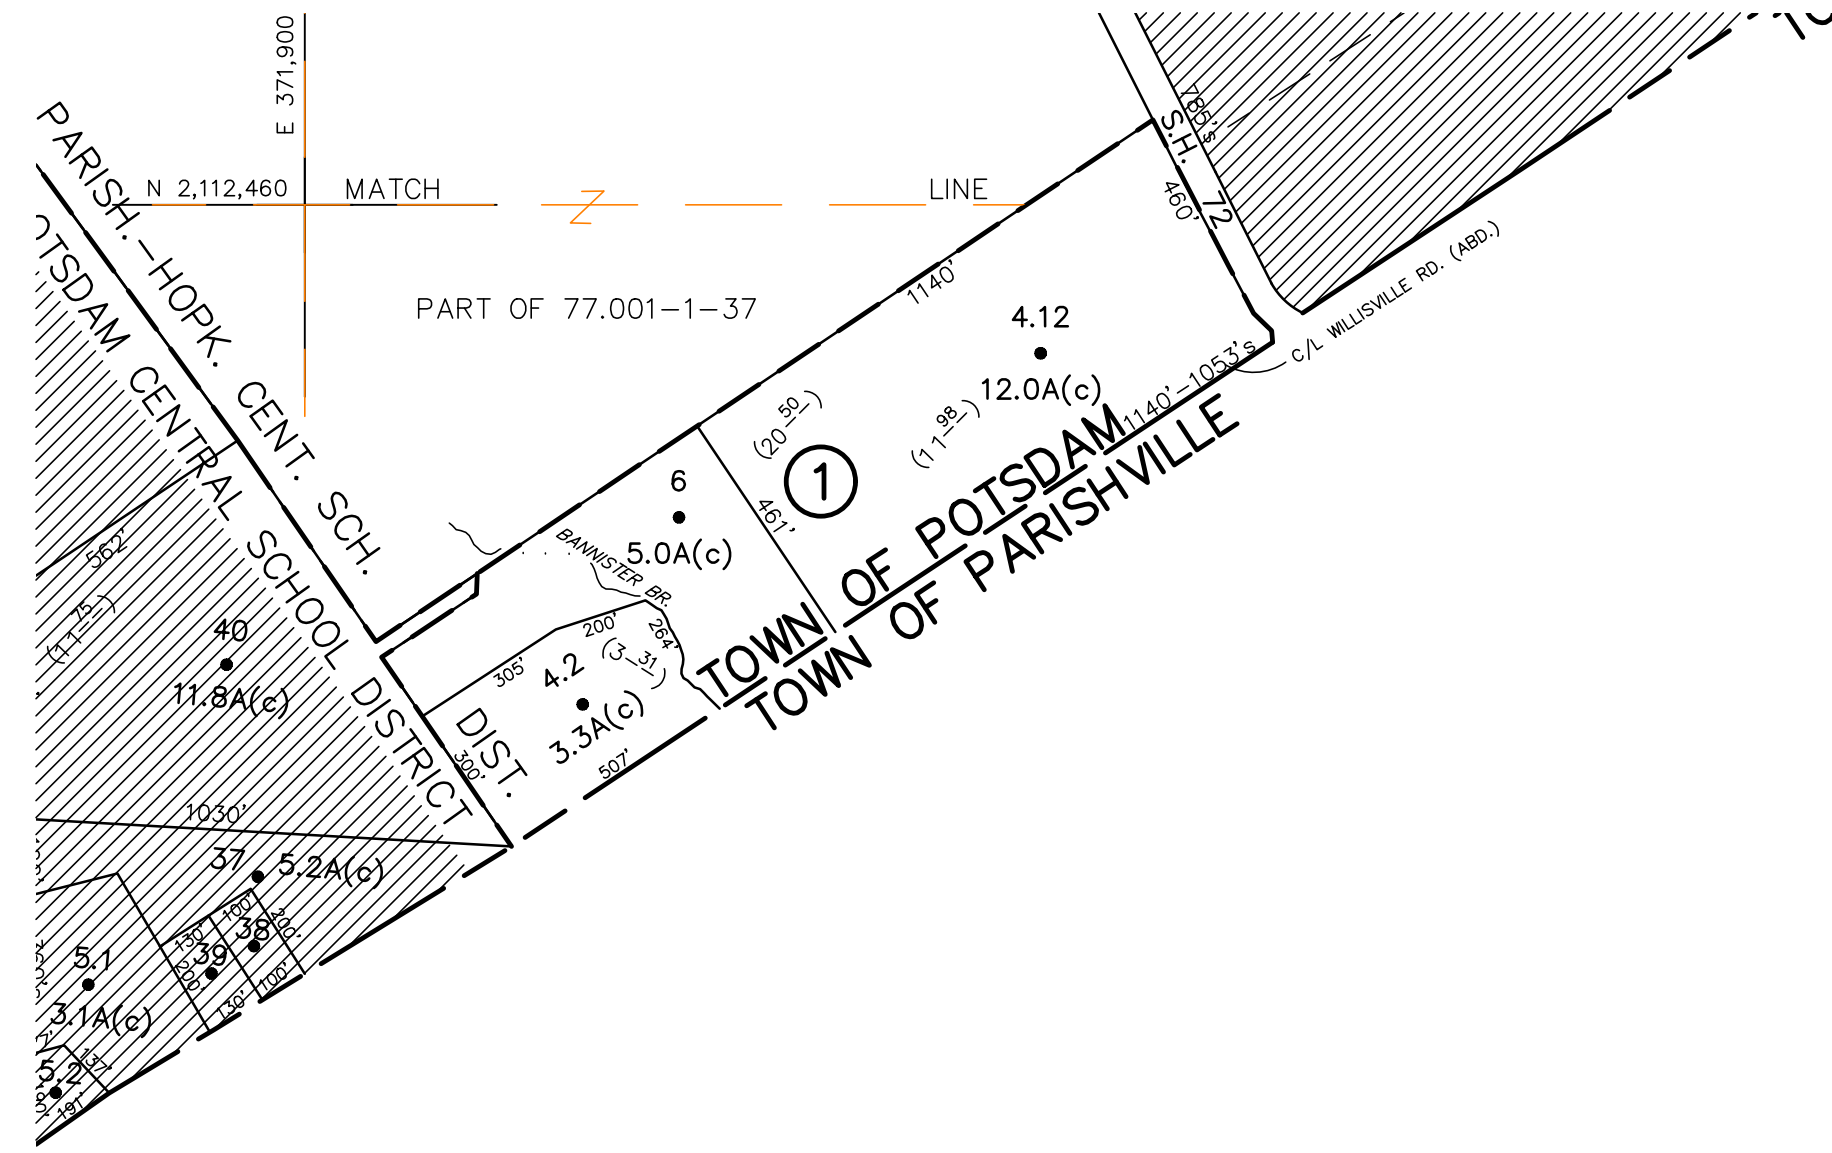 E 371,900
N 2,112,460
MATCH
LINE
PARISH.-HOPK. CENT. SCH.
DIST.
OTSDAM CENTRAL SCHOOL DISTRICT
PART OF 77.001-1-37
785's
S.H. 72
460'
1140'
C/L WILLISVILLE RD. (ABD.)
4.12
12.0A(c)
1140'-1053's
(20 50)
(11 98)
1
6
5.0A(c)
461'
BANNISTER BR.
TOWN OF POTSDAM
TOWN OF PARISHVILLE
200'
264'
305'
4.2
(3 31)
3.3A(c)
300'
507'
562'
(11 75)
40
11.8A(c)
1030'
37
5.2A(c)
100'
200'
130'
38
39
200'
100'
130'
5.1
3.1A(c)
137'
5.2
191'